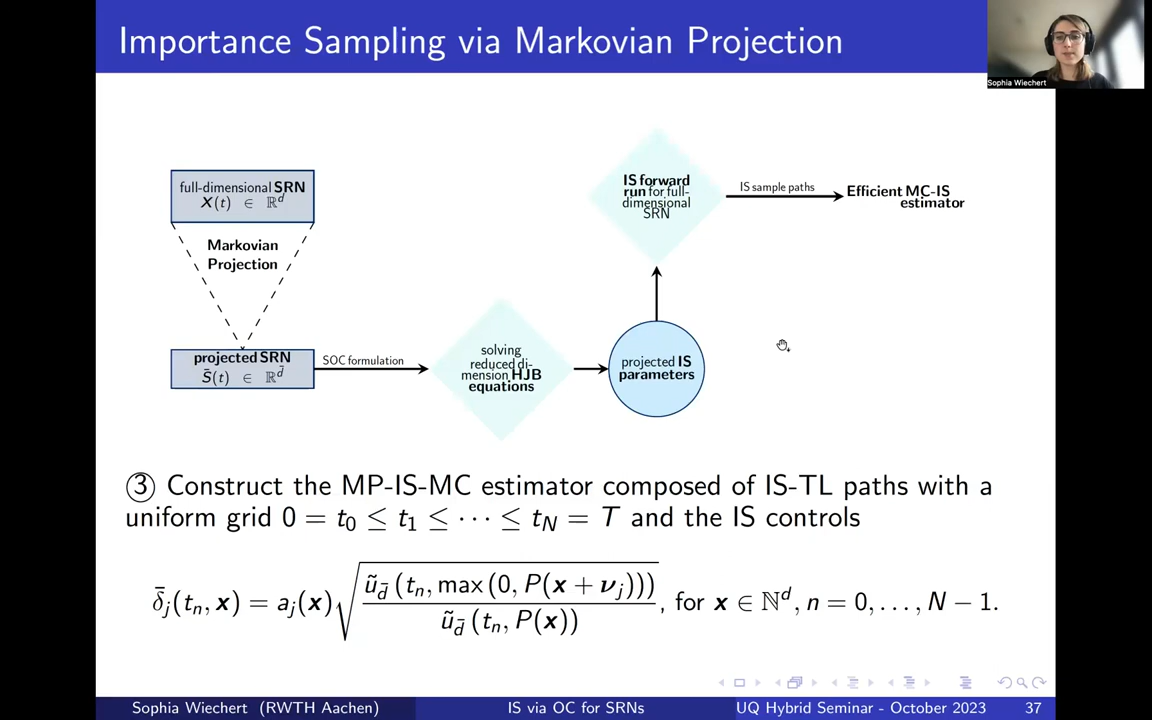 Importance Sampling via Markovian Projection
Sophia Wiechert
full-dimensional SRN
X(t) ∈ ℝ^d
Markovian
Projection
projected SRN
S̄(t) ∈ ℝ^d̄
SOC formulation
solving
reduced di-
mension HJB
equations
projected IS
parameters
IS forward
run for full-
dimensional
SRN
IS sample paths
Efficient MC-IS
estimator
③ Construct the MP-IS-MC estimator composed of IS-TL paths with a
uniform grid 0 = t_0 ≤ t_1 ≤ ⋯ ≤ t_N = T and the IS controls
δ̄_j(t_n, x) = a_j(x) √( ũ_d̄ (t_n, max (0, P(x + ν_j))) / ũ_d̄ (t_n, P(x)) ), for x ∈ ℕ^d, n = 0, …, N − 1.
Sophia Wiechert (RWTH Aachen)
IS via OC for SRNs
UQ Hybrid Seminar - October 2023
37